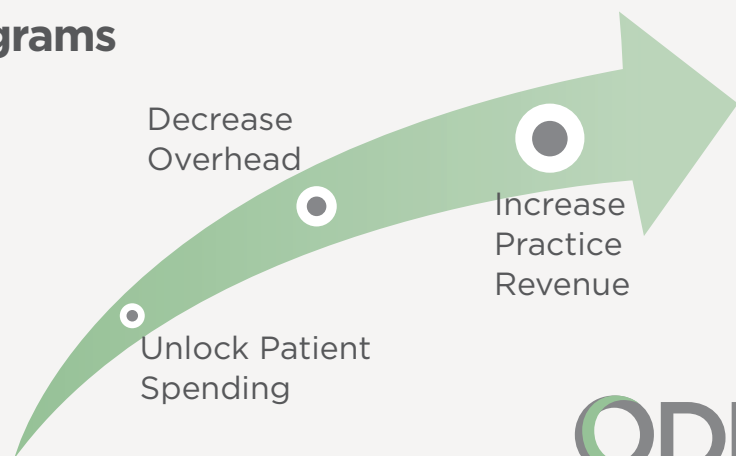 grams
Decrease
Overhead
Increase
Practice
Revenue
Unlock Patient
Spending